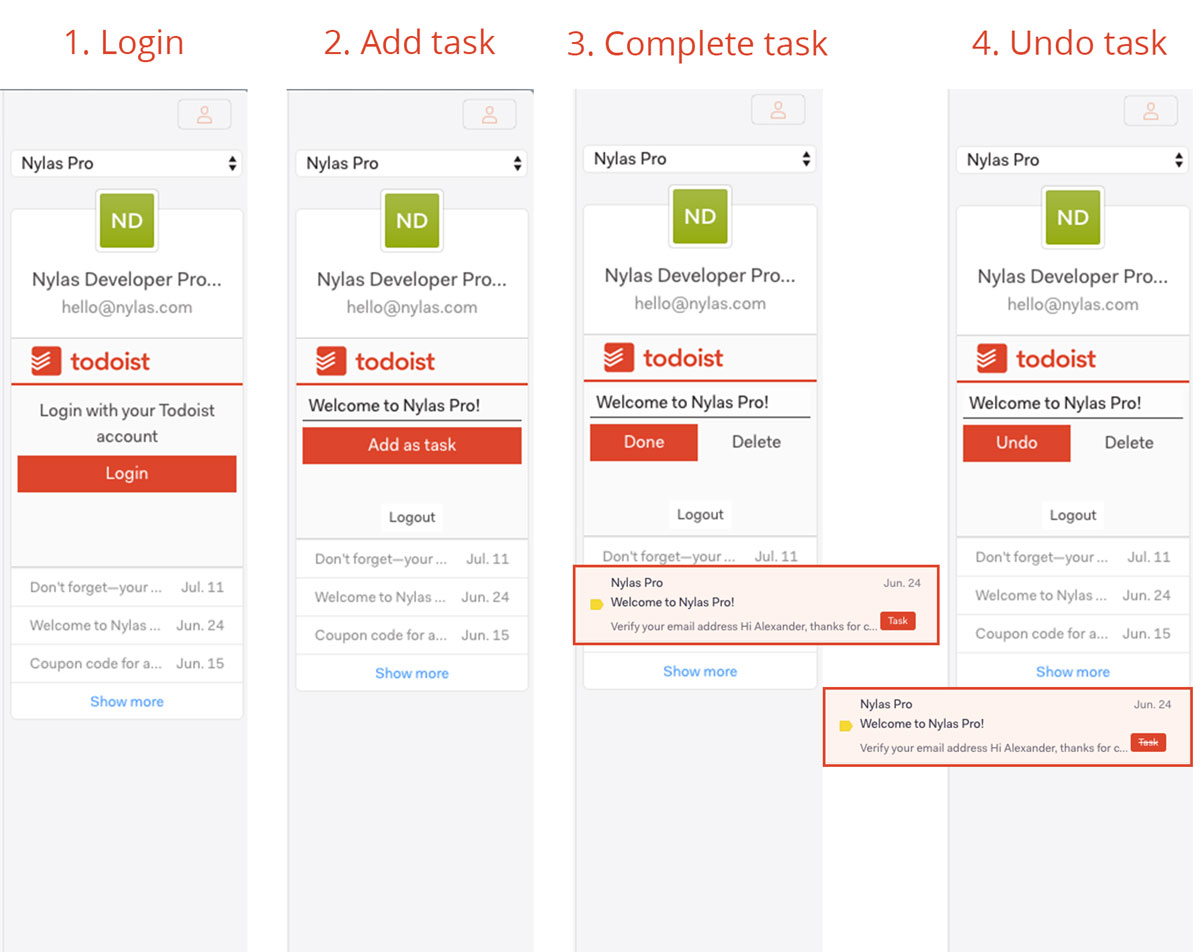 1. Login
Nylas Pro
ND
Nylas Developer Pro...
hello@nylas.com
todoist
Login with your Todoist
account
Login
Don't forget—your ... Jul. 11
Welcome to Nylas ... Jun. 24
Coupon code for a... Jun. 15
Show more
2. Add task
Nylas Pro
ND
Nylas Developer Pro...
hello@nylas.com
todoist
Welcome to Nylas Pro!
Add as task
Logout
Don't forget—your ... Jul. 11
Welcome to Nylas ... Jun. 24
Coupon code for a... Jun. 15
Show more
3. Complete task
Nylas Pro
ND
Nylas Developer Pro...
hello@nylas.com
todoist
Welcome to Nylas Pro!
Done Delete
Logout
Don't forget—your ... Jul. 11
Nylas Pro Jun. 24
Welcome to Nylas Pro!
Verify your email address Hi Alexander, thanks for c... Task
Show more
4. Undo task
Nylas Pro
ND
Nylas Developer Pro...
hello@nylas.com
todoist
Welcome to Nylas Pro!
Undo Delete
Logout
Don't forget—your ... Jul. 11
Welcome to Nylas ... Jun. 24
Coupon code for a... Jun. 15
Show more
Nylas Pro Jun. 24
Welcome to Nylas Pro!
Verify your email address Hi Alexander, thanks for c... Task